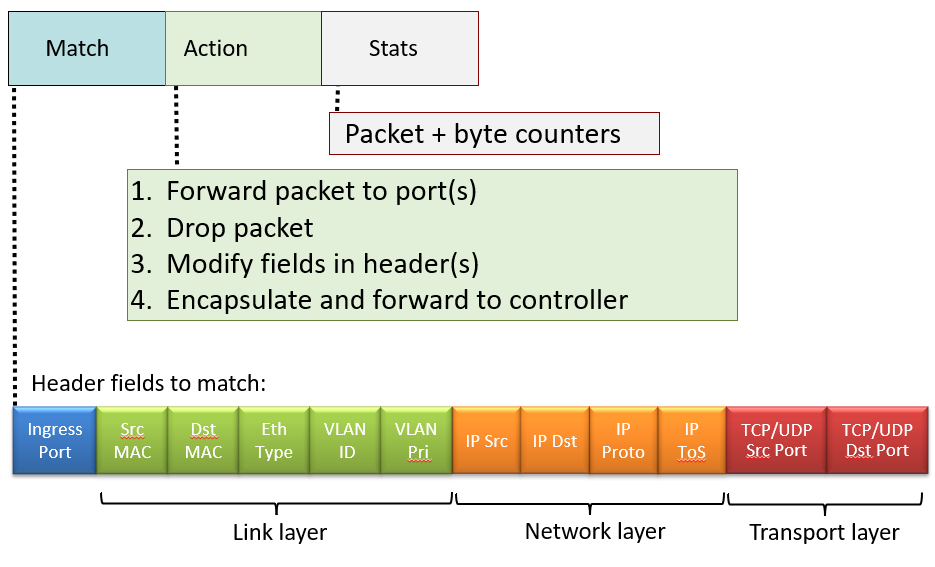 Match
Action
Stats
Packet + byte counters
1. Forward packet to port(s)
2. Drop packet
3. Modify fields in header(s)
4. Encapsulate and forward to controller
Header fields to match:
Ingress
Port
Src
MAC
Dst
MAC
Eth
Type
VLAN
ID
VLAN
Pri
IP Src
IP Dst
IP
Proto
IP
ToS
TCP/UDP
Src Port
TCP/UDP
Dst Port
Link layer
Network layer
Transport layer